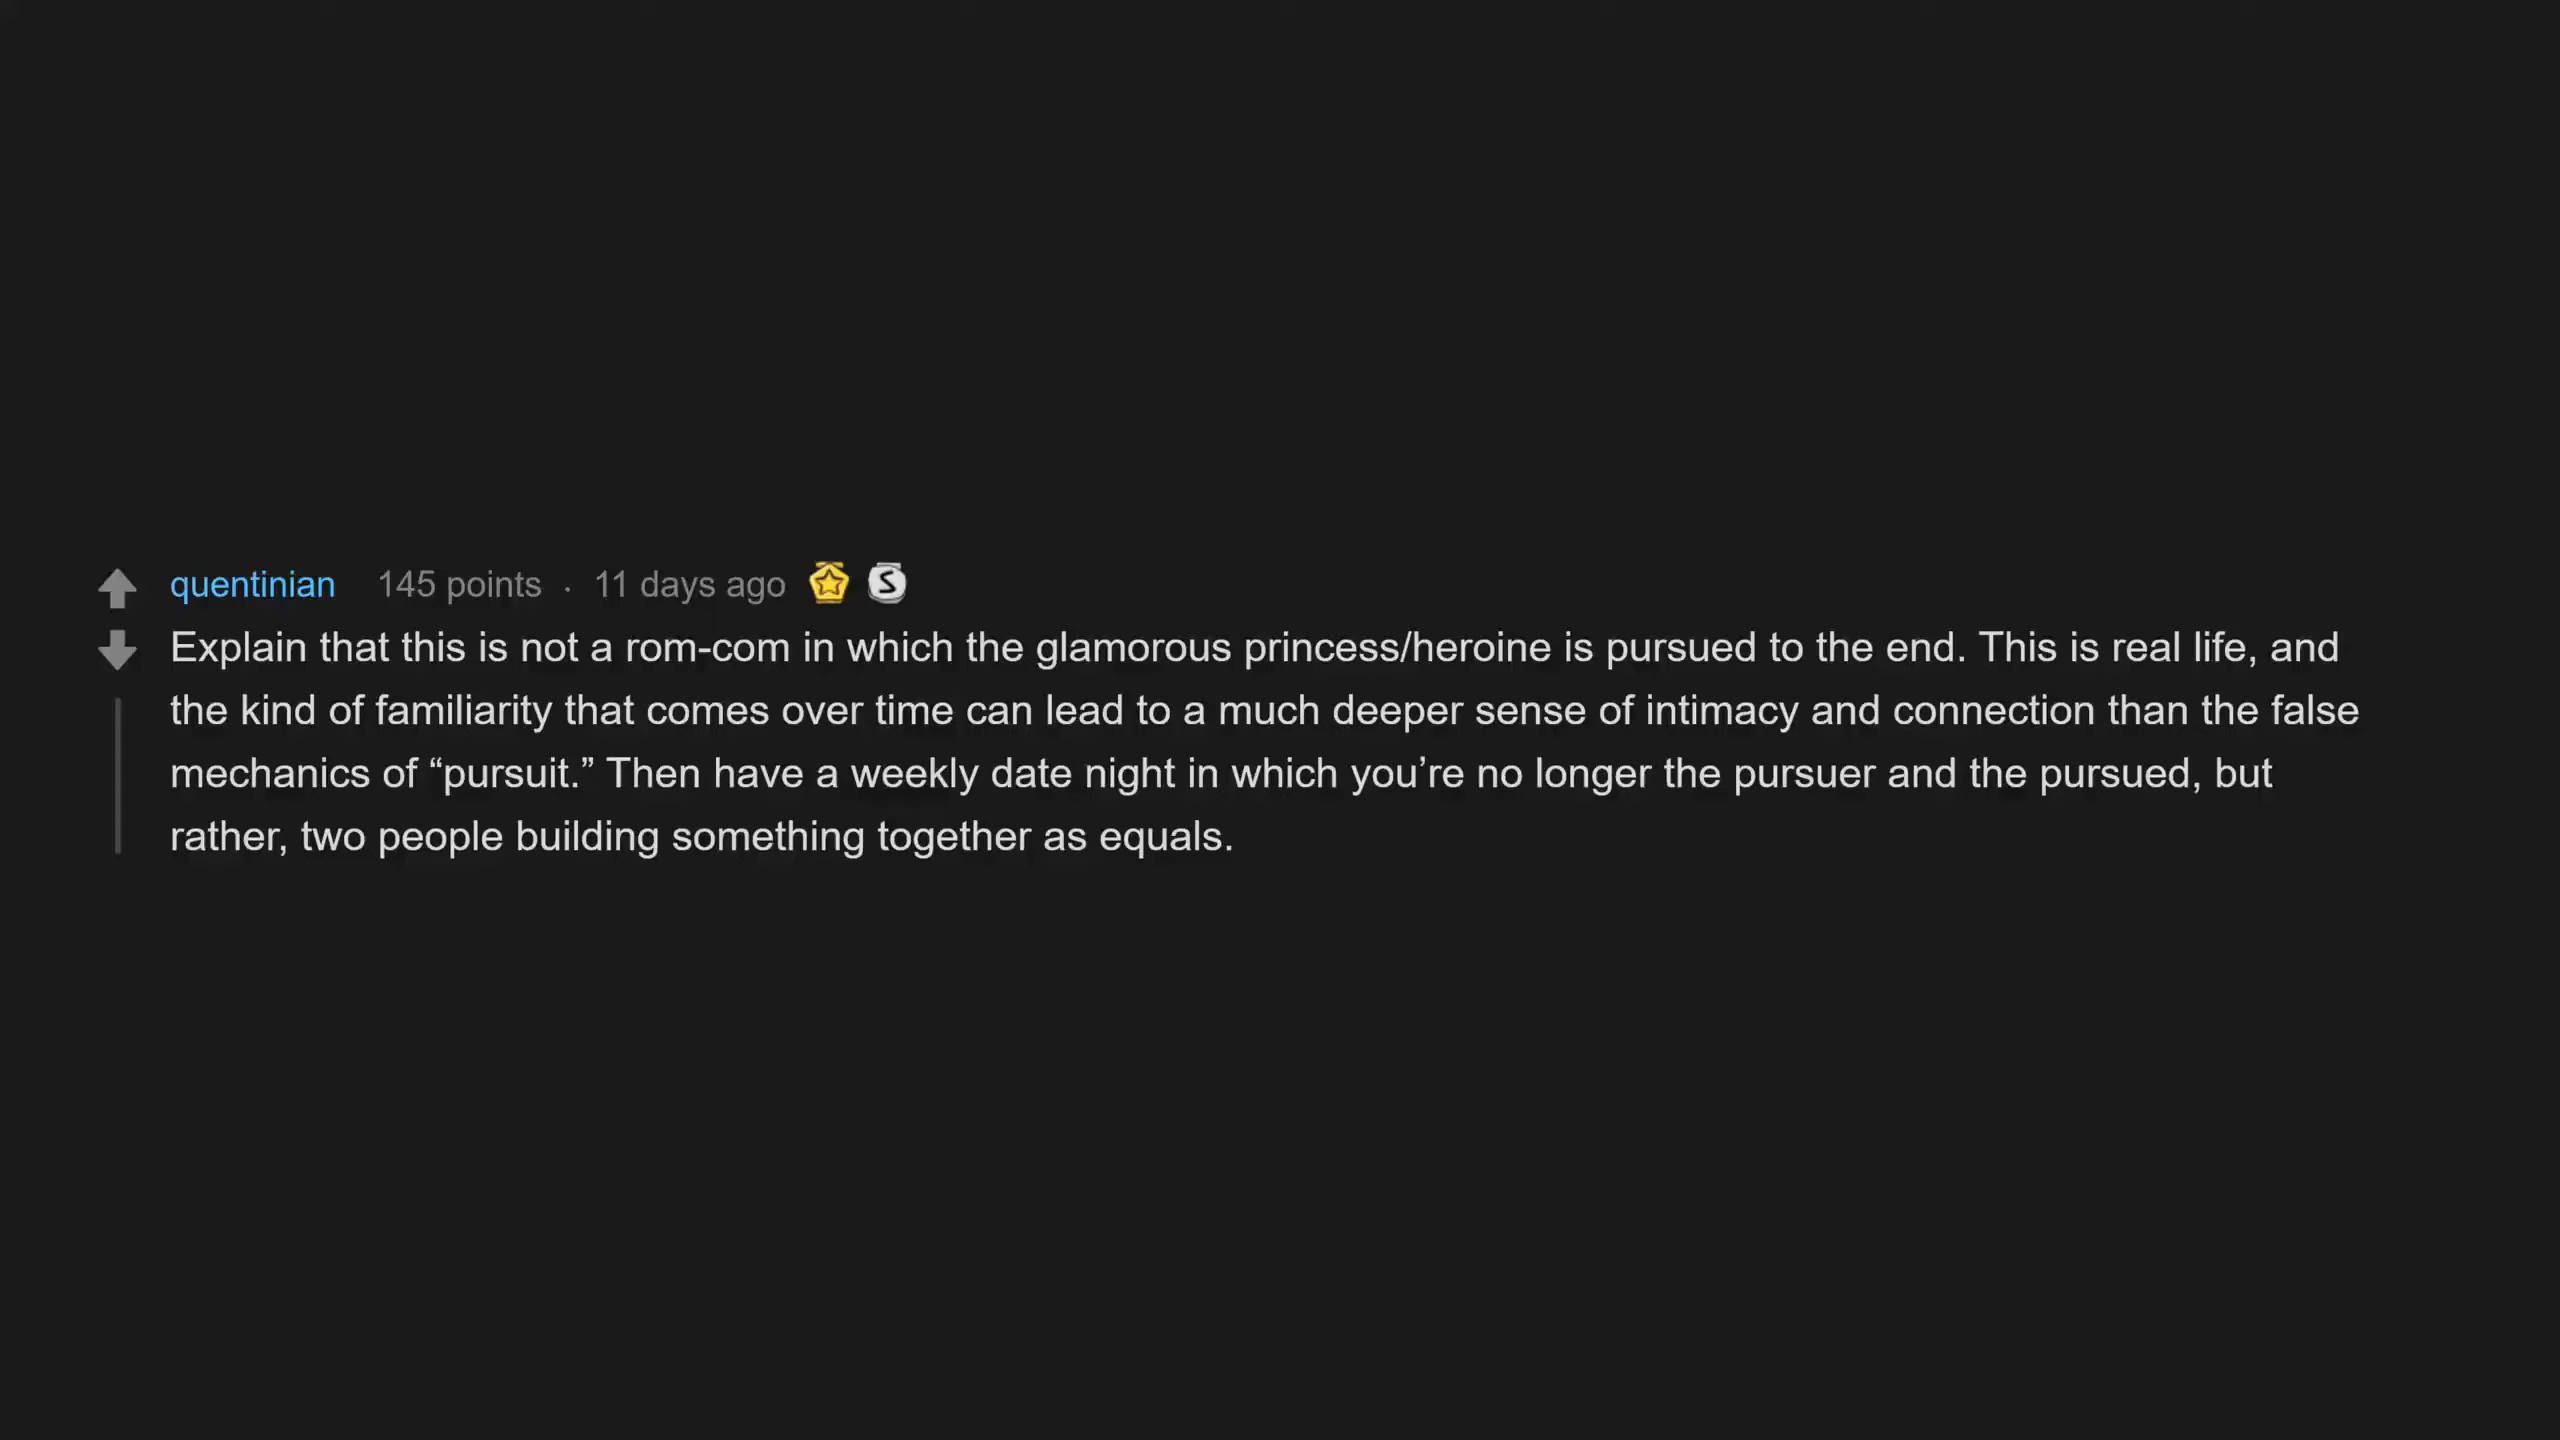 quentinian 145 points · 11 days ago
Explain that this is not a rom-com in which the glamorous princess/heroine is pursued to the end. This is real life, and
the kind of familiarity that comes over time can lead to a much deeper sense of intimacy and connection than the false
mechanics of “pursuit.” Then have a weekly date night in which you’re no longer the pursuer and the pursued, but
rather, two people building something together as equals.